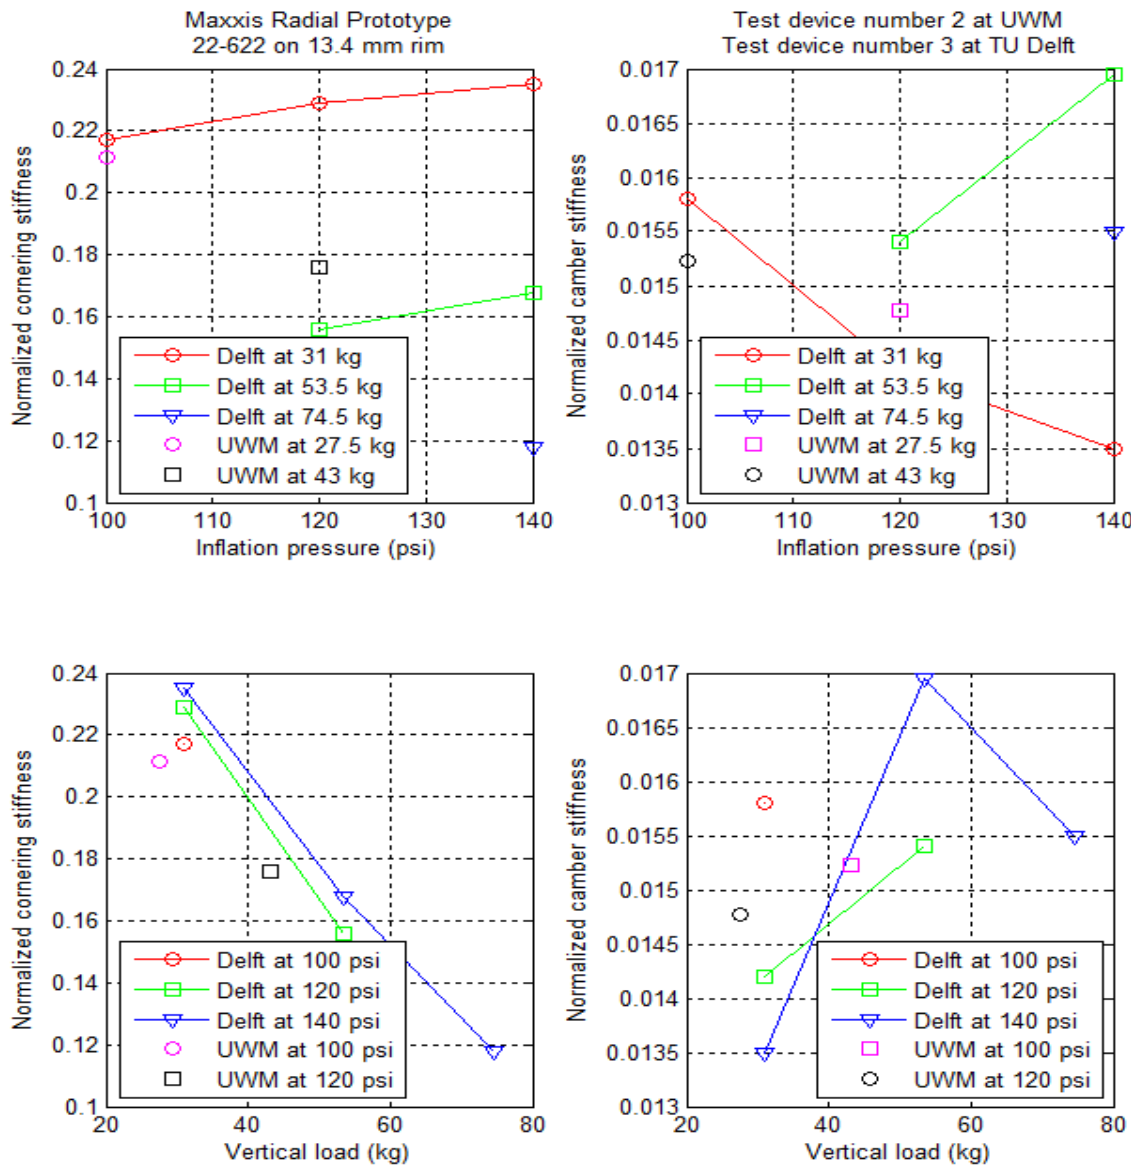 Maxxis Radial Prototype
22-622 on 13.4 mm rim
Normalized cornering stiffness
0.24
0.22
0.2
0.18
0.16
0.14
0.12
0.1
Delft at 31 kg
Delft at 53.5 kg
Delft at 74.5 kg
UWM at 27.5 kg
UWM at 43 kg
100 110 120 130 140
Inflation pressure (psi)
Test device number 2 at UWM
Test device number 3 at TU Delft
Normalized camber stiffness
0.017
0.0165
0.016
0.0155
0.015
0.0145
0.014
0.0135
0.013
Delft at 31 kg
Delft at 53.5 kg
Delft at 74.5 kg
UWM at 27.5 kg
UWM at 43 kg
100 110 120 130 140
Inflation pressure (psi)
Normalized cornering stiffness
0.24
0.22
0.2
0.18
0.16
0.14
0.12
0.1
Delft at 100 psi
Delft at 120 psi
Delft at 140 psi
UWM at 100 psi
UWM at 120 psi
20 40 60 80
Vertical load (kg)
Normalized camber stiffness
0.017
0.0165
0.016
0.0155
0.015
0.0145
0.014
0.0135
0.013
Delft at 100 psi
Delft at 120 psi
Delft at 140 psi
UWM at 100 psi
UWM at 120 psi
20 40 60 80
Vertical load (kg)